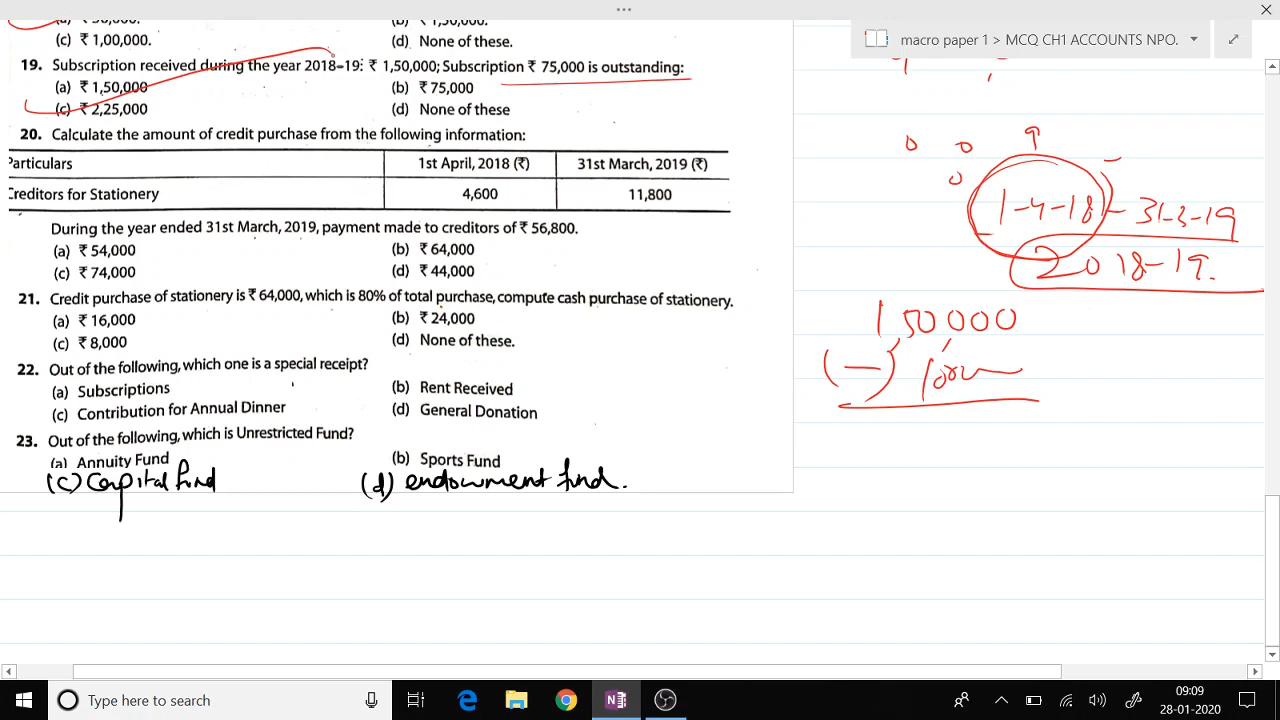 macro paper 1 > MCQ CH1 ACCOUNTS NPO.
(c) ₹ 1,00,000. (d) None of these.
19. Subscription received during the year 2018–19: ₹ 1,50,000; Subscription ₹ 75,000 is outstanding:
(a) ₹ 1,50,000 (b) ₹ 75,000
(c) ₹ 2,25,000 (d) None of these
20. Calculate the amount of credit purchase from the following information:
Particulars 1st April, 2018 (₹) 31st March, 2019 (₹)
Creditors for Stationery 4,600 11,800
During the year ended 31st March, 2019, payment made to creditors of ₹ 56,800.
(a) ₹ 54,000 (b) ₹ 64,000
(c) ₹ 74,000 (d) ₹ 44,000
21. Credit purchase of stationery is ₹ 64,000, which is 80% of total purchase, compute cash purchase of stationery.
(a) ₹ 16,000 (b) ₹ 24,000
(c) ₹ 8,000 (d) None of these.
22. Out of the following, which one is a special receipt?
(a) Subscriptions (b) Rent Received
(c) Contribution for Annual Dinner (d) General Donation
23. Out of the following, which is Unrestricted Fund?
(a) Annuity Fund (b) Sports Fund
(c) Capital fund (d) endowment fund.
1-4-18 - 31-3-19
2018-19.
150000
(-)
Type here to search
09:09
28-01-2020